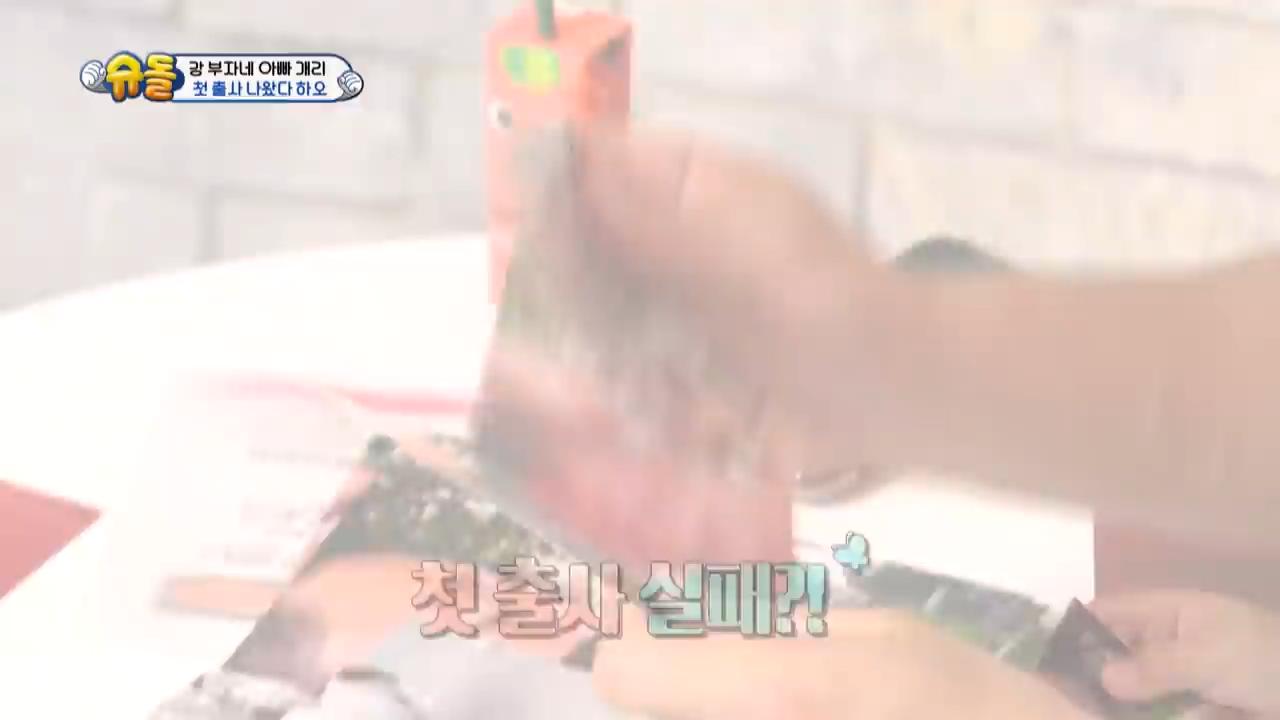 슈돌
강 부자네 아빠 개리
첫 출사 나왔다 하오
첫 출사 실패?!